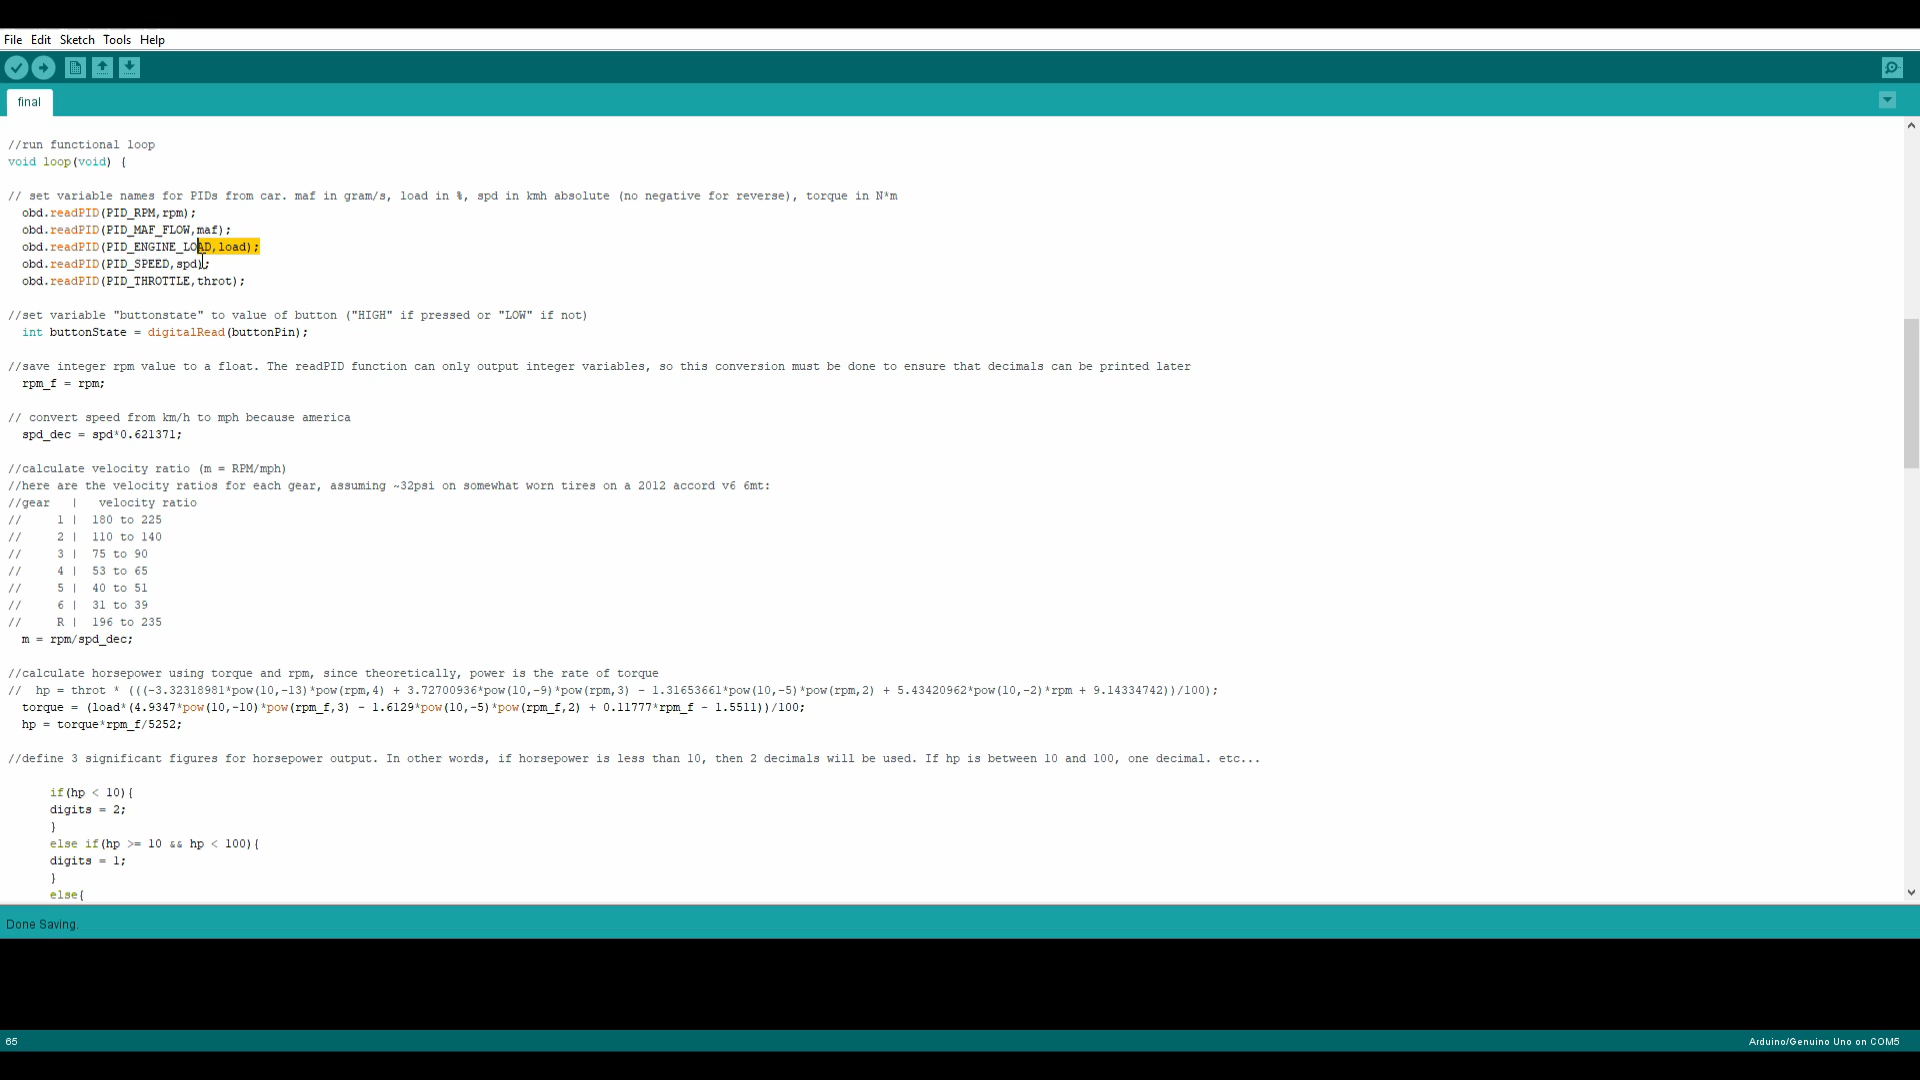 File Edit Sketch Tools Help
final
//run functional loop
void loop(void) {
// set variable names for PIDs from car. maf in gram/s, load in %, spd in kmh absolute (no negative for reverse), torque in N*m
obd.readPID(PID_RPM,rpm);
obd.readPID(PID_MAF_FLOW,maf);
obd.readPID(PID_ENGINE_LOAD,load);
obd.readPID(PID_SPEED,spd);
obd.readPID(PID_THROTTLE,throt);
//set variable "buttonstate" to value of button ("HIGH" if pressed or "LOW" if not)
int buttonState = digitalRead(buttonPin);
//save integer rpm value to a float. The readPID function can only output integer variables, so this conversion must be done to ensure that decimals can be printed later
rpm_f = rpm;
// convert speed from km/h to mph because america
spd_dec = spd*0.621371;
//calculate velocity ratio (m = RPM/mph)
//here are the velocity ratios for each gear, assuming ~32psi on somewhat worn tires on a 2012 accord v6 6mt:
//gear | velocity ratio
// 1 | 180 to 225
// 2 | 110 to 140
// 3 | 75 to 90
// 4 | 53 to 65
// 5 | 40 to 51
// 6 | 31 to 39
// R | 196 to 235
m = rpm/spd_dec;
//calculate horsepower using torque and rpm, since theoretically, power is the rate of torque
// hp = throt * (((-3.32318981*pow(10,-13)*pow(rpm,4) + 3.72700936*pow(10,-9)*pow(rpm,3) - 1.31653661*pow(10,-5)*pow(rpm,2) + 5.43420962*pow(10,-2)*rpm + 9.14334742))/100);
torque = (load*(4.9347*pow(10,-10)*pow(rpm_f,3) - 1.6129*pow(10,-5)*pow(rpm_f,2) + 0.11777*rpm_f - 1.5511))/100;
hp = torque*rpm_f/5252;
//define 3 significant figures for horsepower output. In other words, if horsepower is less than 10, then 2 decimals will be used. If hp is between 10 and 100, one decimal. etc...
if(hp < 10){
digits = 2;
}
else if(hp >= 10 && hp < 100){
digits = 1;
}
else{
Done Saving.
65
Arduino/Genuino Uno on COM5